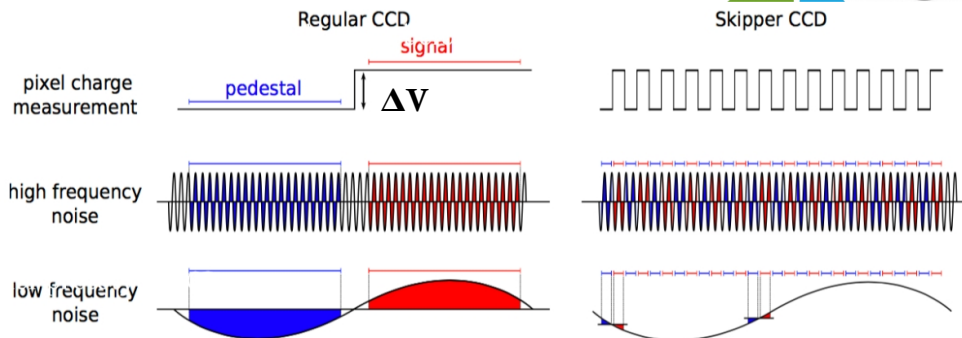 Regular CCD
Skipper CCD
signal
pixel charge
measurement
pedestal
ΔV
high frequency
noise
low frequency
noise